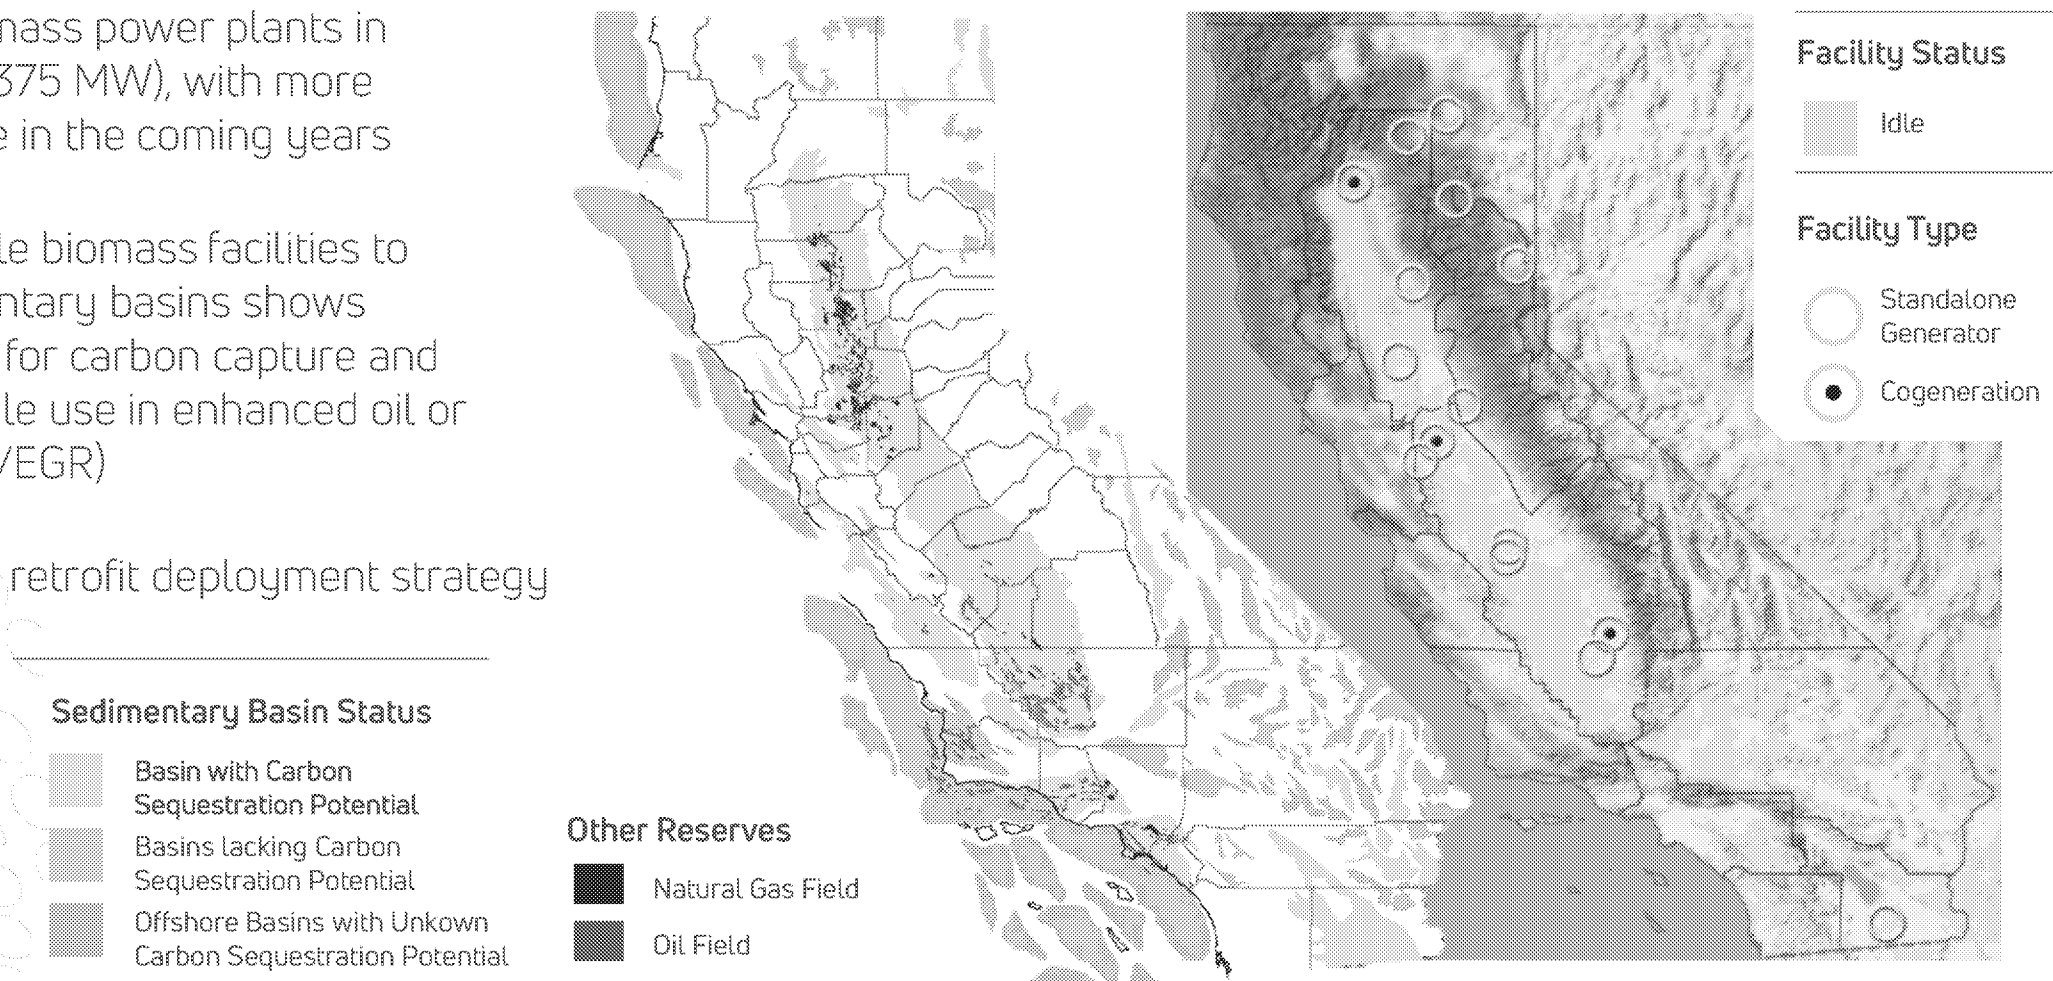 mass power plants in
375 MW), with more
e in the coming years
le biomass facilities to
ntary basins shows
for carbon capture and
le use in enhanced oil or
/EGR)
retrofit deployment strategy
Sedimentary Basin Status
Basin with Carbon
Sequestration Potential
Basins lacking Carbon
Sequestration Potential
Offshore Basins with Unkown
Carbon Sequestration Potential
Other Reserves
Natural Gas Field
Oil Field
Facility Status
Idle
Facility Type
Standalone
Generator
Cogeneration